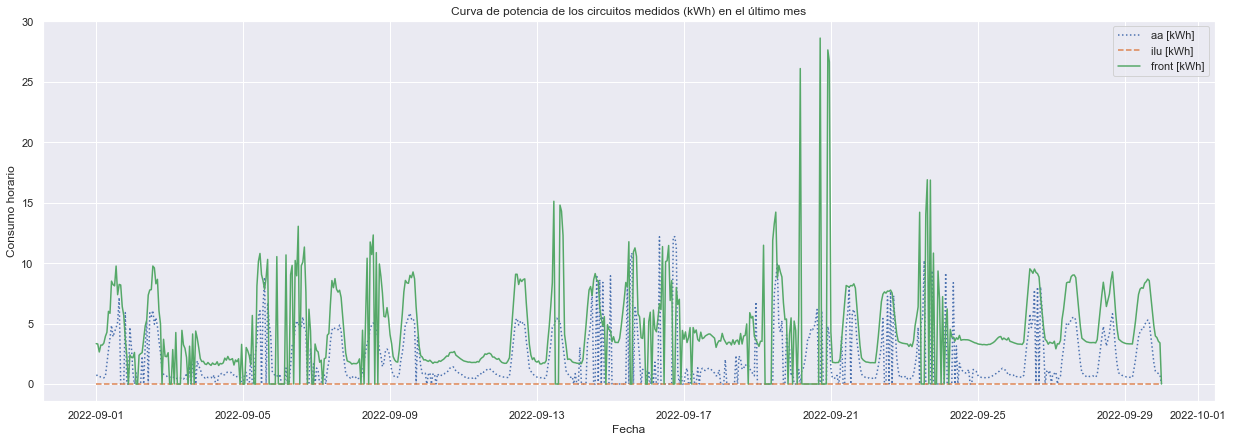 Curva de potencia de los circuitos medidos (kWh) en el último mes
aa [kWh]
ilu [kWh]
front [kWh]
Consumo horario
30
25
20
15
10
5
0
2022-09-01 2022-09-05 2022-09-09 2022-09-13 2022-09-17 2022-09-21 2022-09-25 2022-09-29 2022-10-01
Fecha